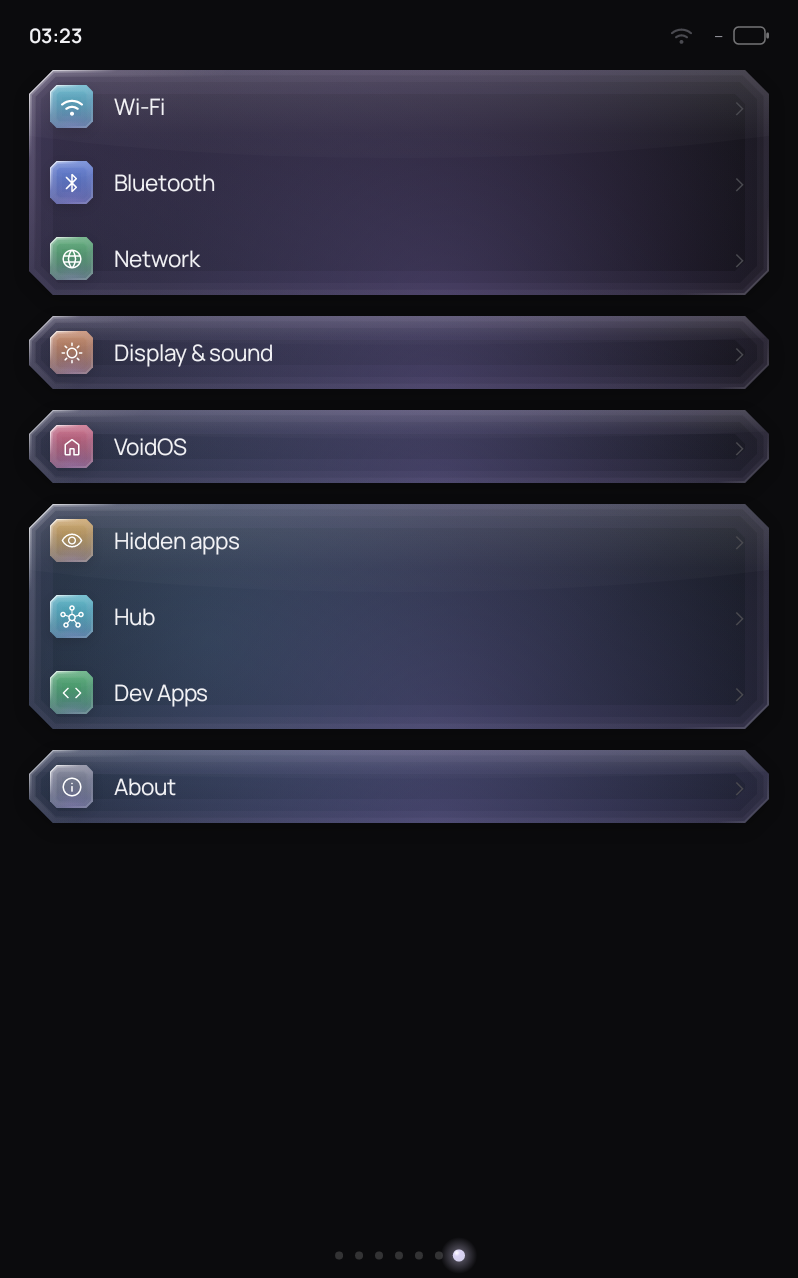 03:23
–
Wi-Fi
Bluetooth
Network
Display & sound
VoidOS
Hidden apps
Hub
Dev Apps
About